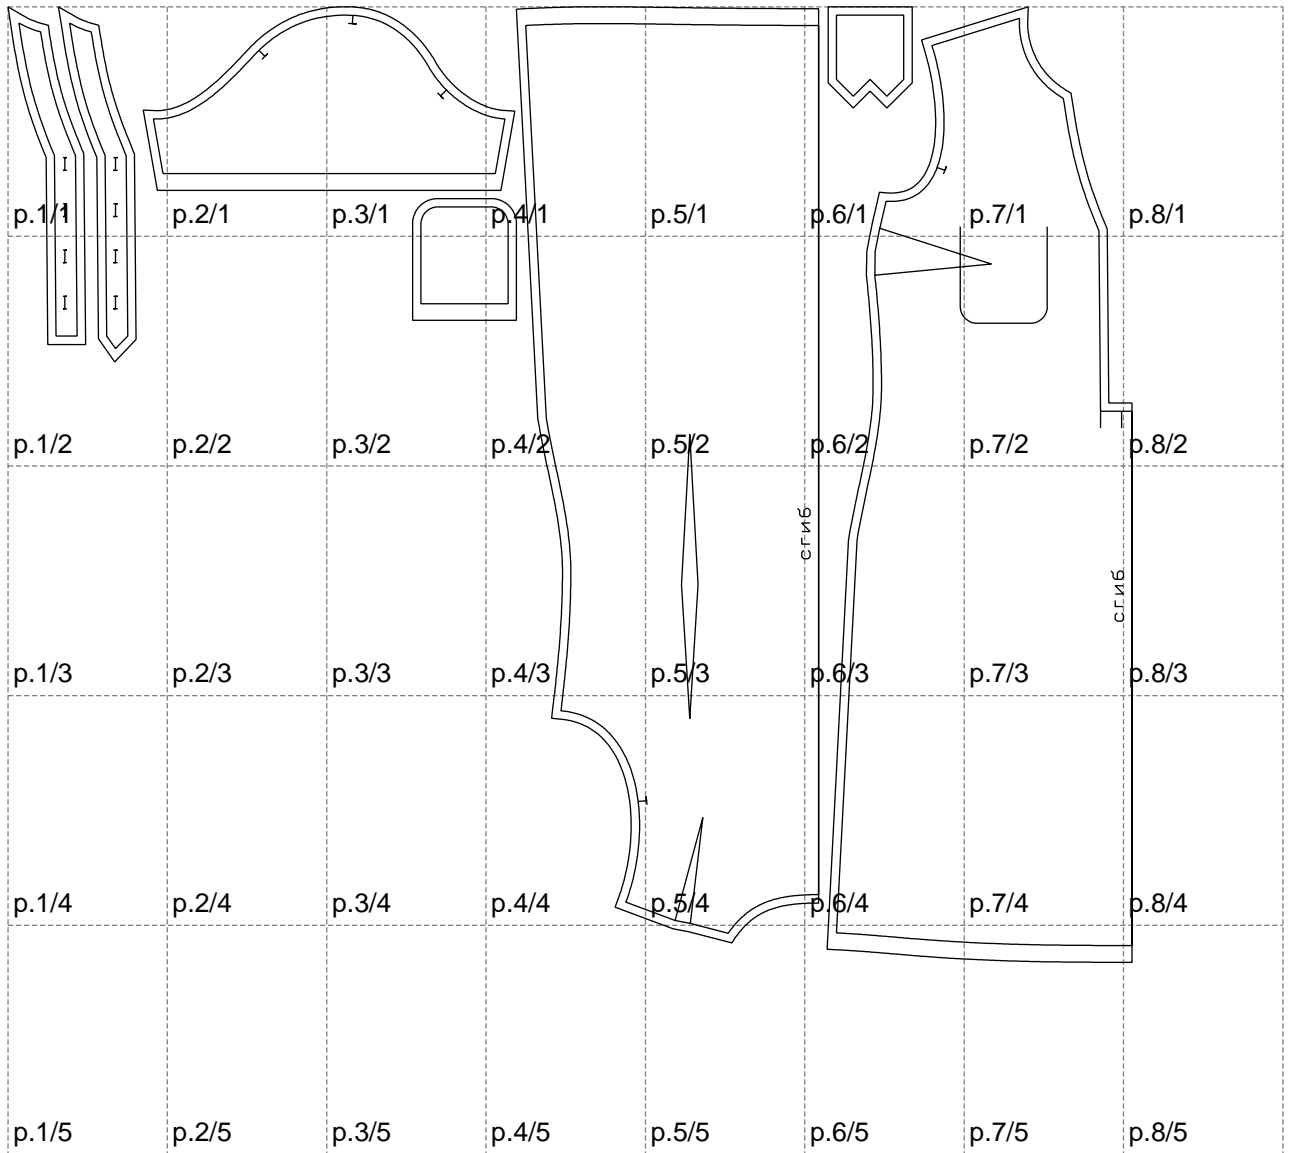 p.1/1 p.2/1 p.3/1 p.4/1 p.5/1 p.6/1 p.7/1 p.8/1
p.1/2 p.2/2 p.3/2 p.4/2 p.5/2 p.6/2 p.7/2 p.8/2
сгиб
сгиб
p.1/3 p.2/3 p.3/3 p.4/3 p.5/3 p.6/3 p.7/3 p.8/3
p.1/4 p.2/4 p.3/4 p.4/4 p.5/4 p.6/4 p.7/4 p.8/4
p.1/5 p.2/5 p.3/5 p.4/5 p.5/5 p.6/5 p.7/5 p.8/5